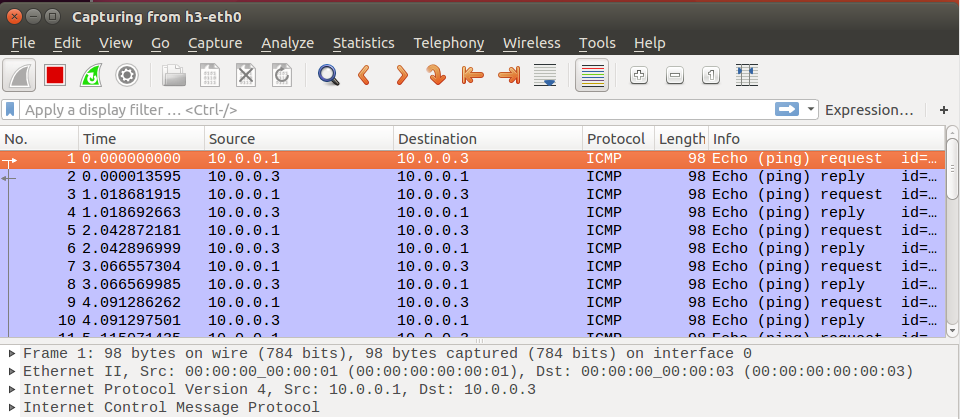 Capturing from h3-eth0
File Edit View Go Capture Analyze Statistics Telephony Wireless Tools Help
Apply a display filter … <Ctrl-/> Expression… +
No. Time Source Destination Protocol Length Info
1 0.000000000 10.0.0.1 10.0.0.3 ICMP 98 Echo (ping) request id=…
2 0.000013595 10.0.0.3 10.0.0.1 ICMP 98 Echo (ping) reply id=…
3 1.018681915 10.0.0.1 10.0.0.3 ICMP 98 Echo (ping) request id=…
4 1.018692663 10.0.0.3 10.0.0.1 ICMP 98 Echo (ping) reply id=…
5 2.042872181 10.0.0.1 10.0.0.3 ICMP 98 Echo (ping) request id=…
6 2.042896999 10.0.0.3 10.0.0.1 ICMP 98 Echo (ping) reply id=…
7 3.066557304 10.0.0.1 10.0.0.3 ICMP 98 Echo (ping) request id=…
8 3.066569985 10.0.0.3 10.0.0.1 ICMP 98 Echo (ping) reply id=…
9 4.091286262 10.0.0.1 10.0.0.3 ICMP 98 Echo (ping) request id=…
10 4.091297501 10.0.0.3 10.0.0.1 ICMP 98 Echo (ping) reply id=…
Frame 1: 98 bytes on wire (784 bits), 98 bytes captured (784 bits) on interface 0
Ethernet II, Src: 00:00:00_00:00:01 (00:00:00:00:00:01), Dst: 00:00:00_00:00:03 (00:00:00:00:00:03)
Internet Protocol Version 4, Src: 10.0.0.1, Dst: 10.0.0.3
Internet Control Message Protocol